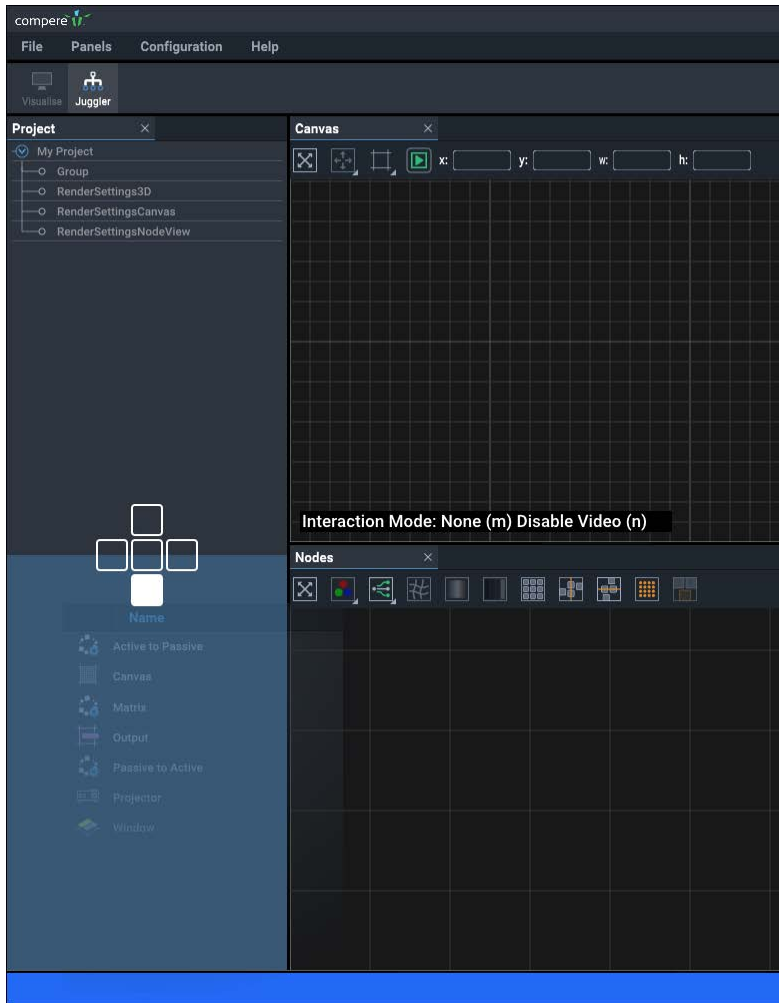 compere
File Panels Configuration Help
Visualise Juggler
Project
My Project
Group
RenderSettings3D
RenderSettingsCanvas
RenderSettingsNodeView
Canvas
x: y: w: h:
Interaction Mode: None (m) Disable Video (n)
Nodes
Name
Active to Passive
Canvas
Matrix
Output
Passive to Active
Projector
Window